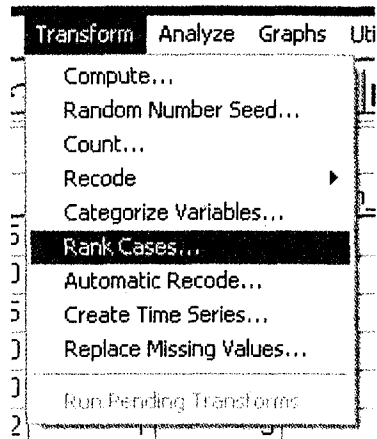 Transform Analyze Graphs Uti
Compute...
Random Number Seed...
Count...
Recode
Categorize Variables...
Rank Cases...
Automatic Recode...
Create Time Series...
Replace Missing Values...
Run Pending Transforms